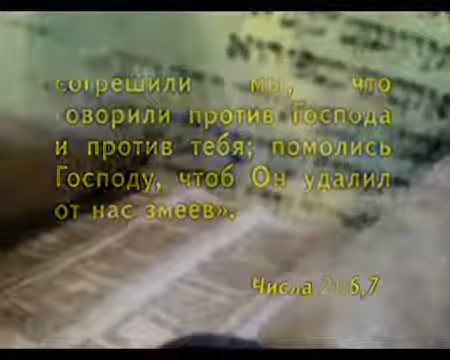 согрешили мы, что
говорили против Господа
и против тебя; помолись
Господу, чтоб Он удалил
от нас змеев».
Числа 21:6,7